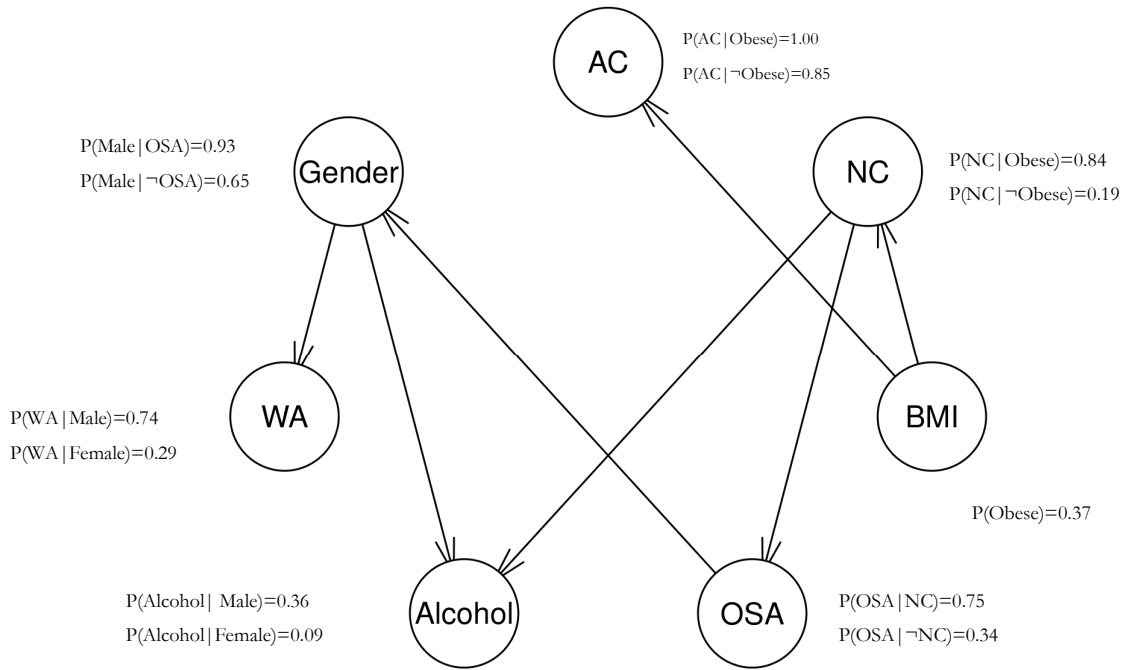 AC
P(AC|Obese)=1.00
P(AC|¬Obese)=0.85
P(Male|OSA)=0.93
P(Male|¬OSA)=0.65
Gender
NC
P(NC|Obese)=0.84
P(NC|¬Obese)=0.19
P(WA|Male)=0.74
P(WA|Female)=0.29
WA
BMI
P(Obese)=0.37
P(Alcohol| Male)=0.36
P(Alcohol|Female)=0.09
Alcohol
OSA
P(OSA|NC)=0.75
P(OSA|¬NC)=0.34